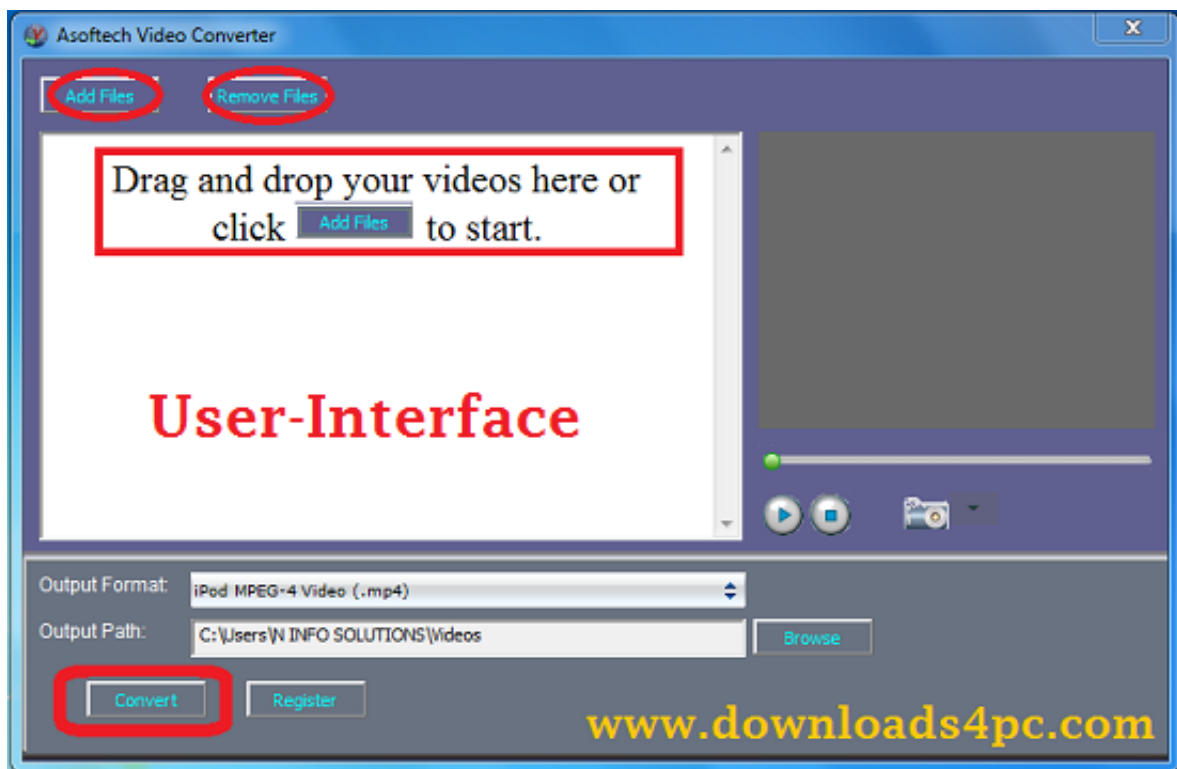 Asoftech Video Converter
x
Add Files
Remove Files
Drag and drop your videos here or
click Add Files to start.
User-Interface
Output Format: iPod MPEG-4 Video (.mp4)
Output Path: C:\Users\N INFO SOLUTIONS\Videos Browse
Convert Register
www.downloads4pc.com